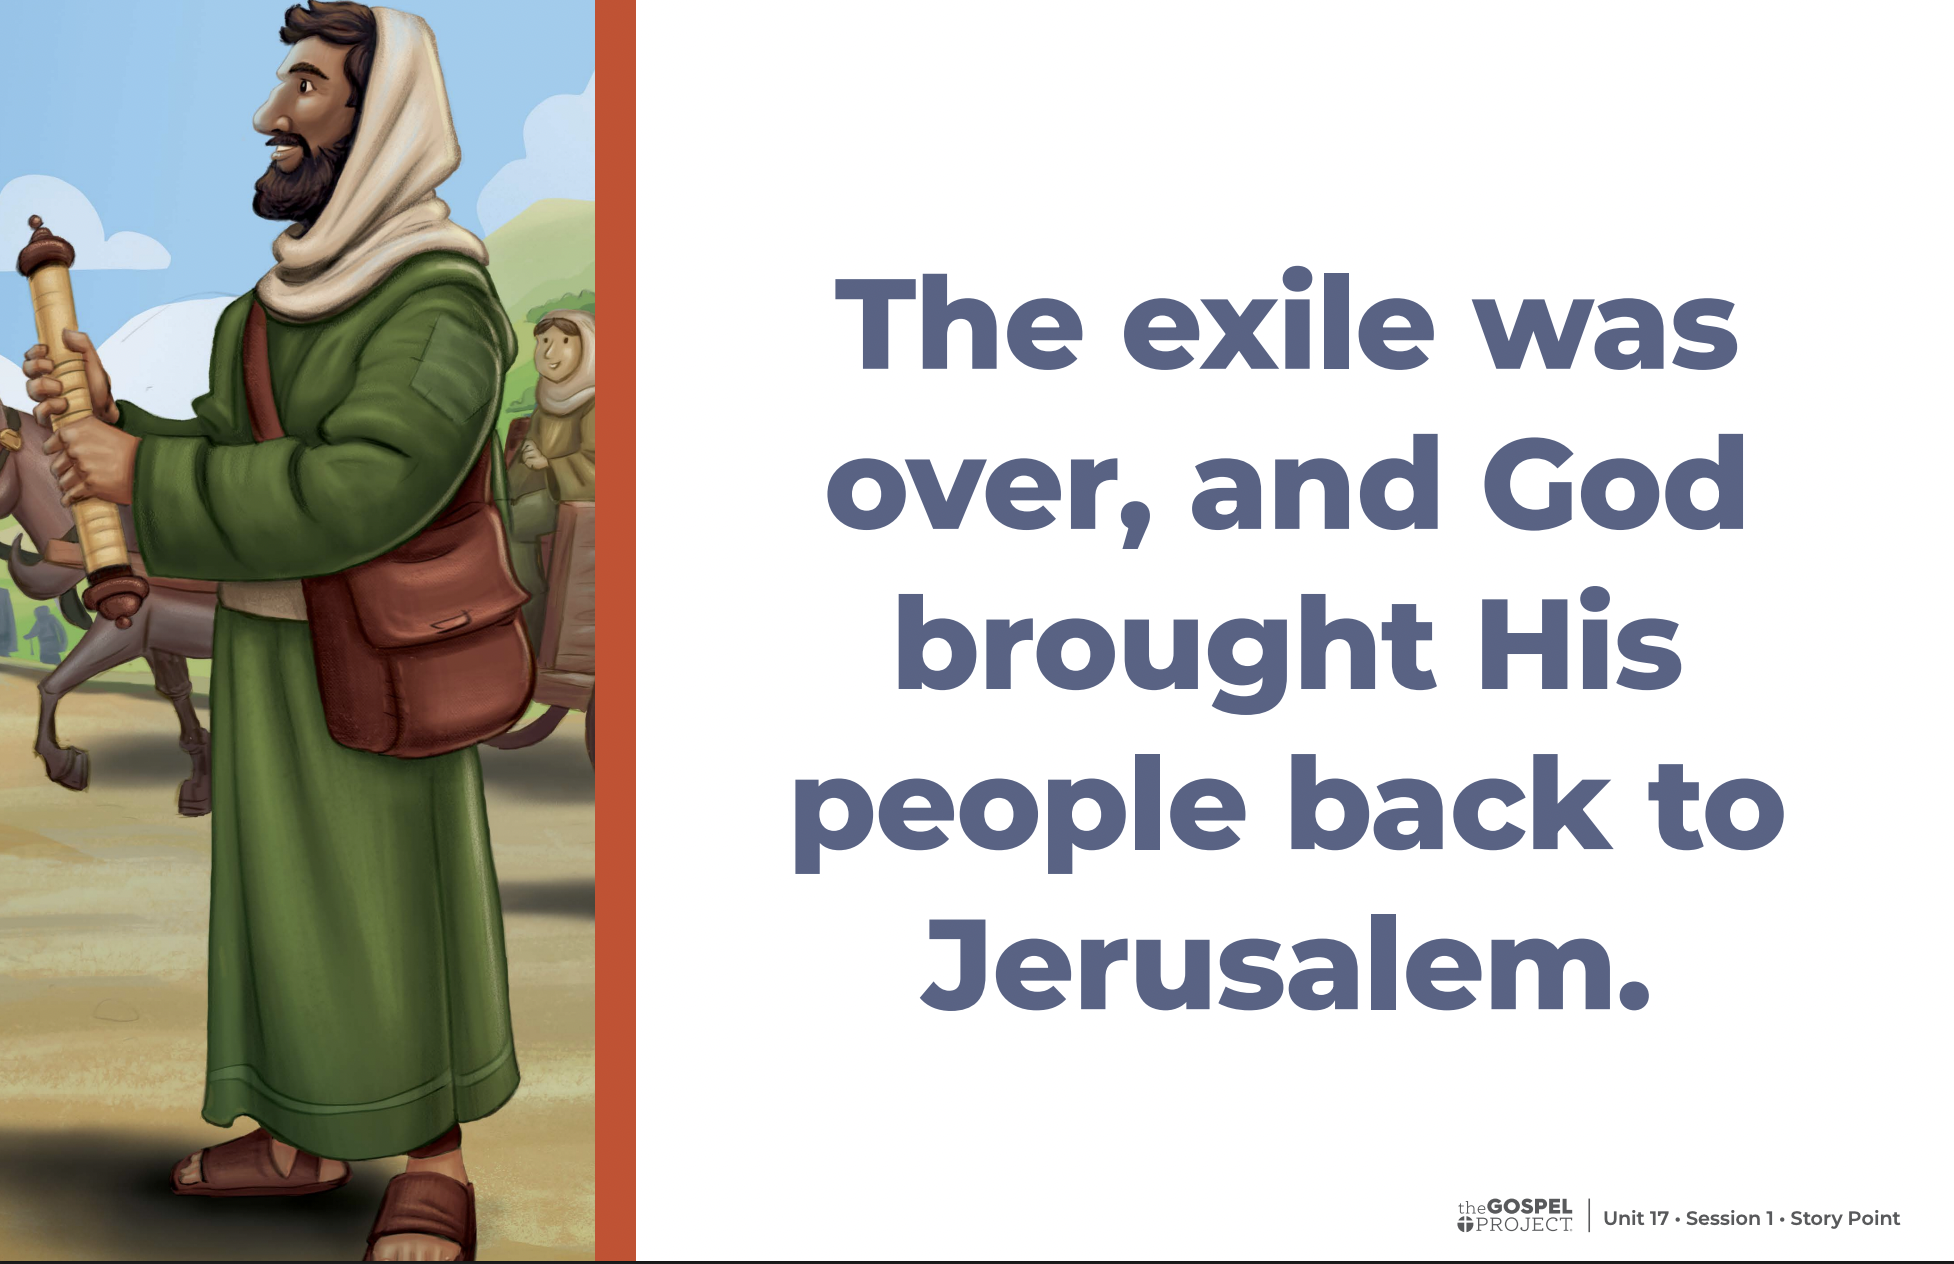 The exile was
over, and God
brought His
people back to
Jerusalem.
theGOSPEL
PROJECT.
Unit 17 • Session 1 • Story Point